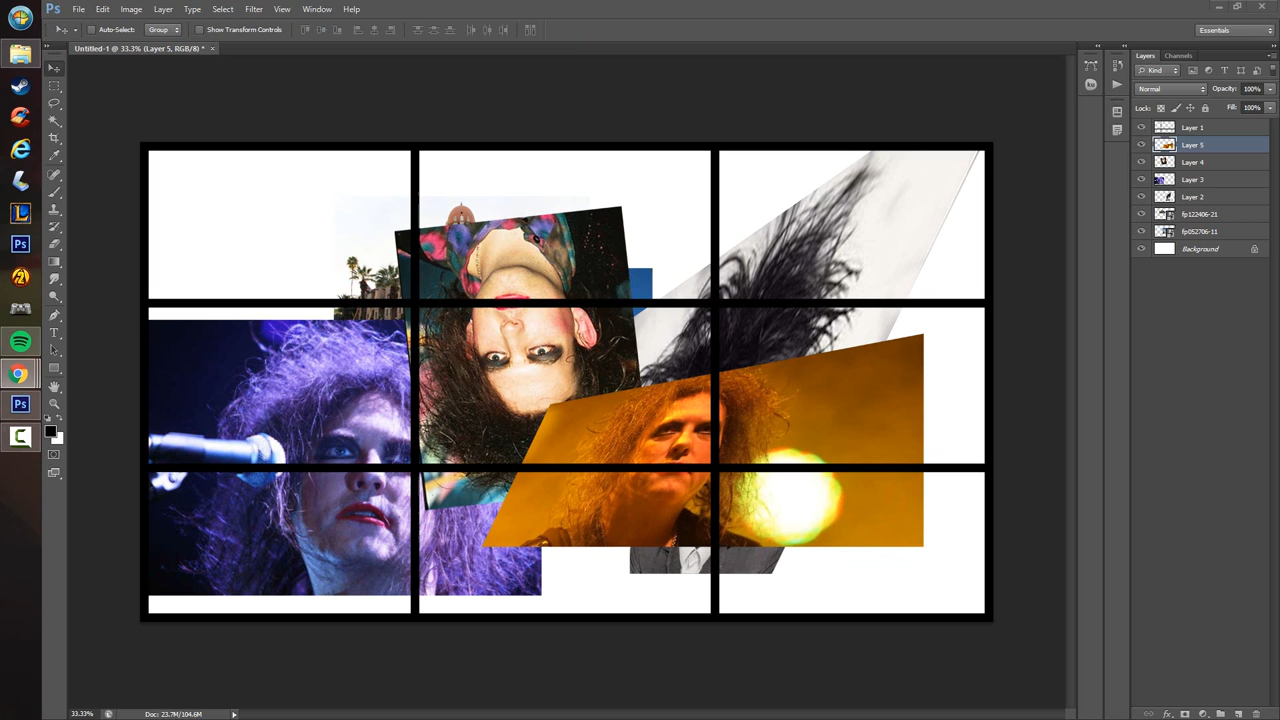 Ps File Edit Image Layer Type Select Filter View Window Help
Auto-Select: Group Show Transform Controls Essentials
Untitled-1 @ 33.3% (Layer 5, RGB/8) * ×
Layers Channels
Kind
Normal Opacity: 100%
Lock: Fill: 100%
Layer 1
Layer 5
Layer 4
Layer 3
Layer 2
fp122406-21
fp052706-11
Background
Ps
Ps
33.33% Doc: 23.7M/104.6M
fx